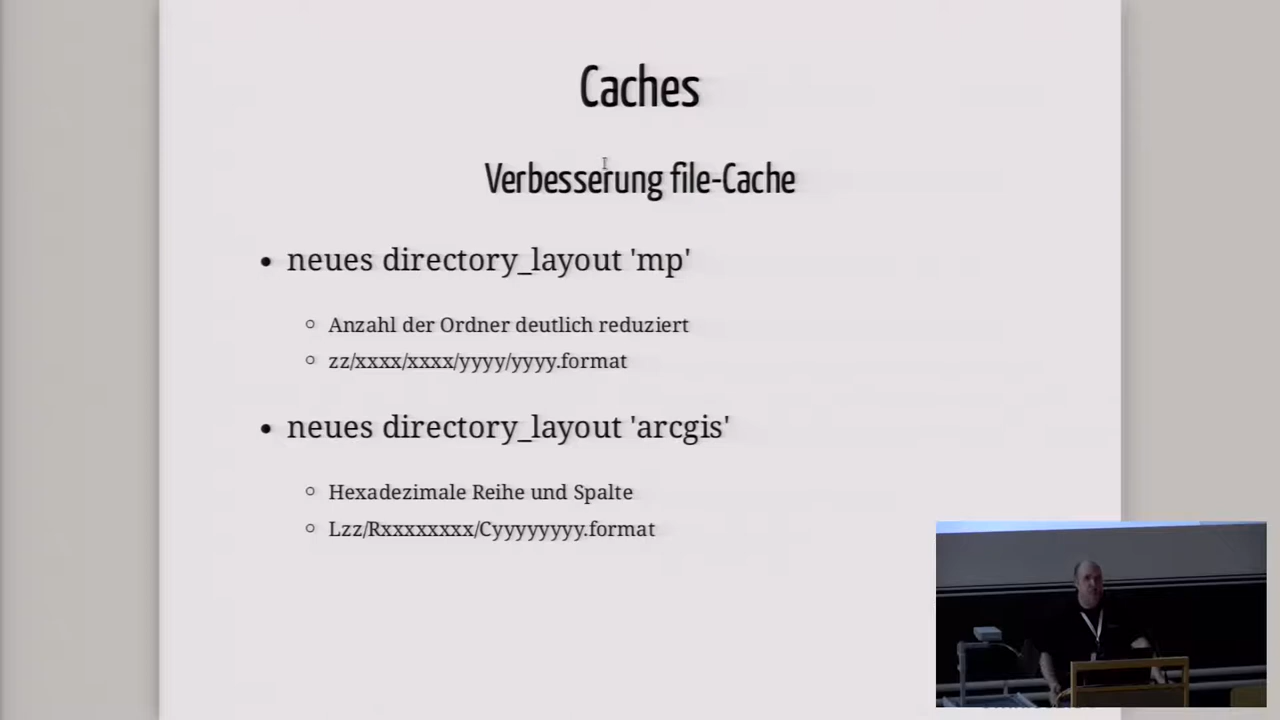 Caches
Verbesserung file-Cache
neues directory_layout 'mp'
Anzahl der Ordner deutlich reduziert
zz/xxxx/xxxx/yyyy/yyyy.format
neues directory_layout 'arcgis'
Hexadezimale Reihe und Spalte
Lzz/Rxxxxxxxx/Cyyyyyyyy.format